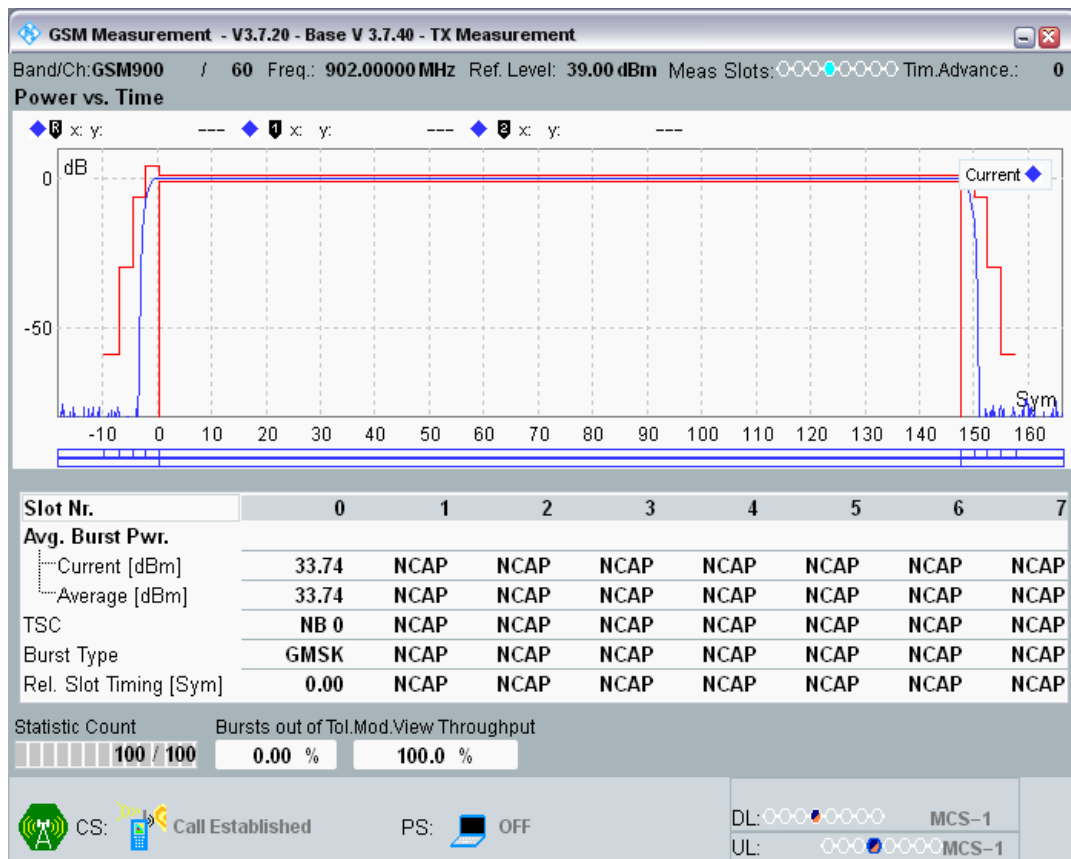 GSM Measurement - V3.7.20 - Base V 3.7.40 - TX Measurement
Band/Ch:GSM900 / 60 Freq.: 902.00000 MHz Ref. Level: 39.00 dBm Meas Slots: Tim.Advance.: 0
Power vs. Time
R x: y: --- 1 x: y: --- 2 x: y: ---
dB
Current
0
-50
Sym
-10 0 10 20 30 40 50 60 70 80 90 100 110 120 130 140 150 160
Slot Nr. 0 1 2 3 4 5 6 7
Avg. Burst Pwr.
Current [dBm] 33.74 NCAP NCAP NCAP NCAP NCAP NCAP NCAP
Average [dBm] 33.74 NCAP NCAP NCAP NCAP NCAP NCAP NCAP
TSC NB 0 NCAP NCAP NCAP NCAP NCAP NCAP NCAP
Burst Type GMSK NCAP NCAP NCAP NCAP NCAP NCAP NCAP
Rel. Slot Timing [Sym] 0.00 NCAP NCAP NCAP NCAP NCAP NCAP NCAP
Statistic Count Bursts out of Tol.Mod.View Throughput
100 / 100 0.00 % 100.0 %
CS: Call Established PS: OFF
DL: MCS-1
UL: MCS-1